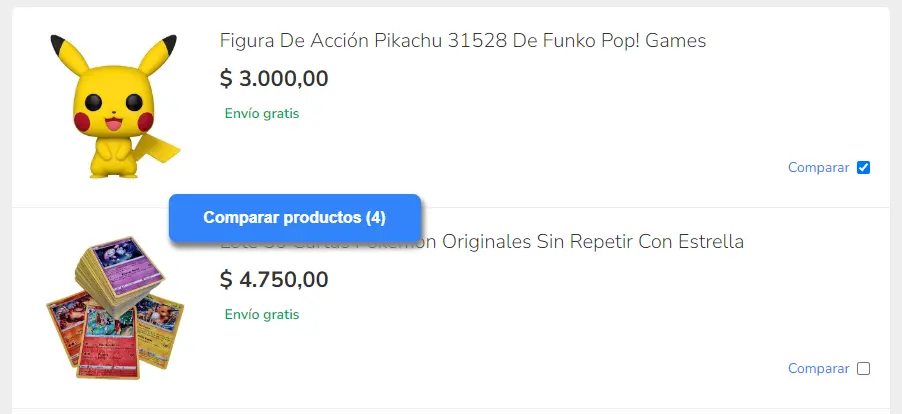 Figura De Acción Pikachu 31528 De Funko Pop! Games
$ 3.000,00
Envío gratis
Comparar
Comparar productos (4)
Originales Sin Repetir Con Estrella
$ 4.750,00
Envío gratis
Comparar